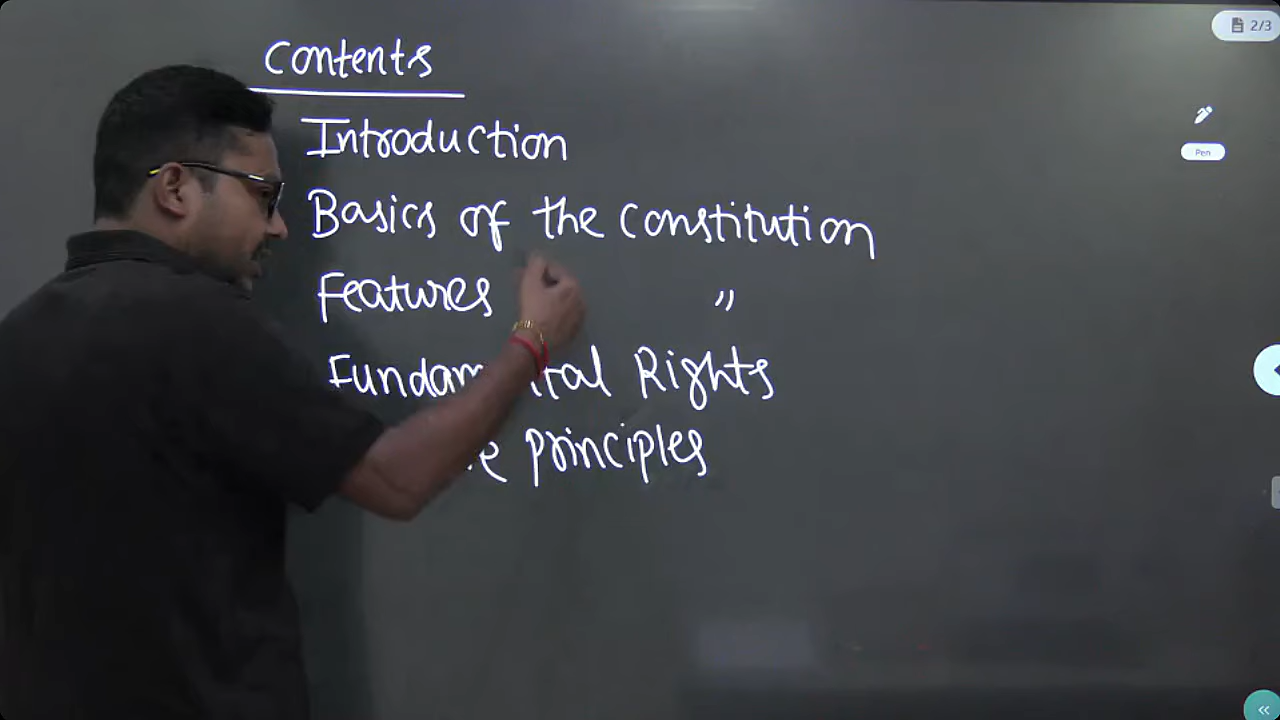 Contents
2/3
Introduction
Pen
Basics of the Constitution
Features "
Rights
Principles
«